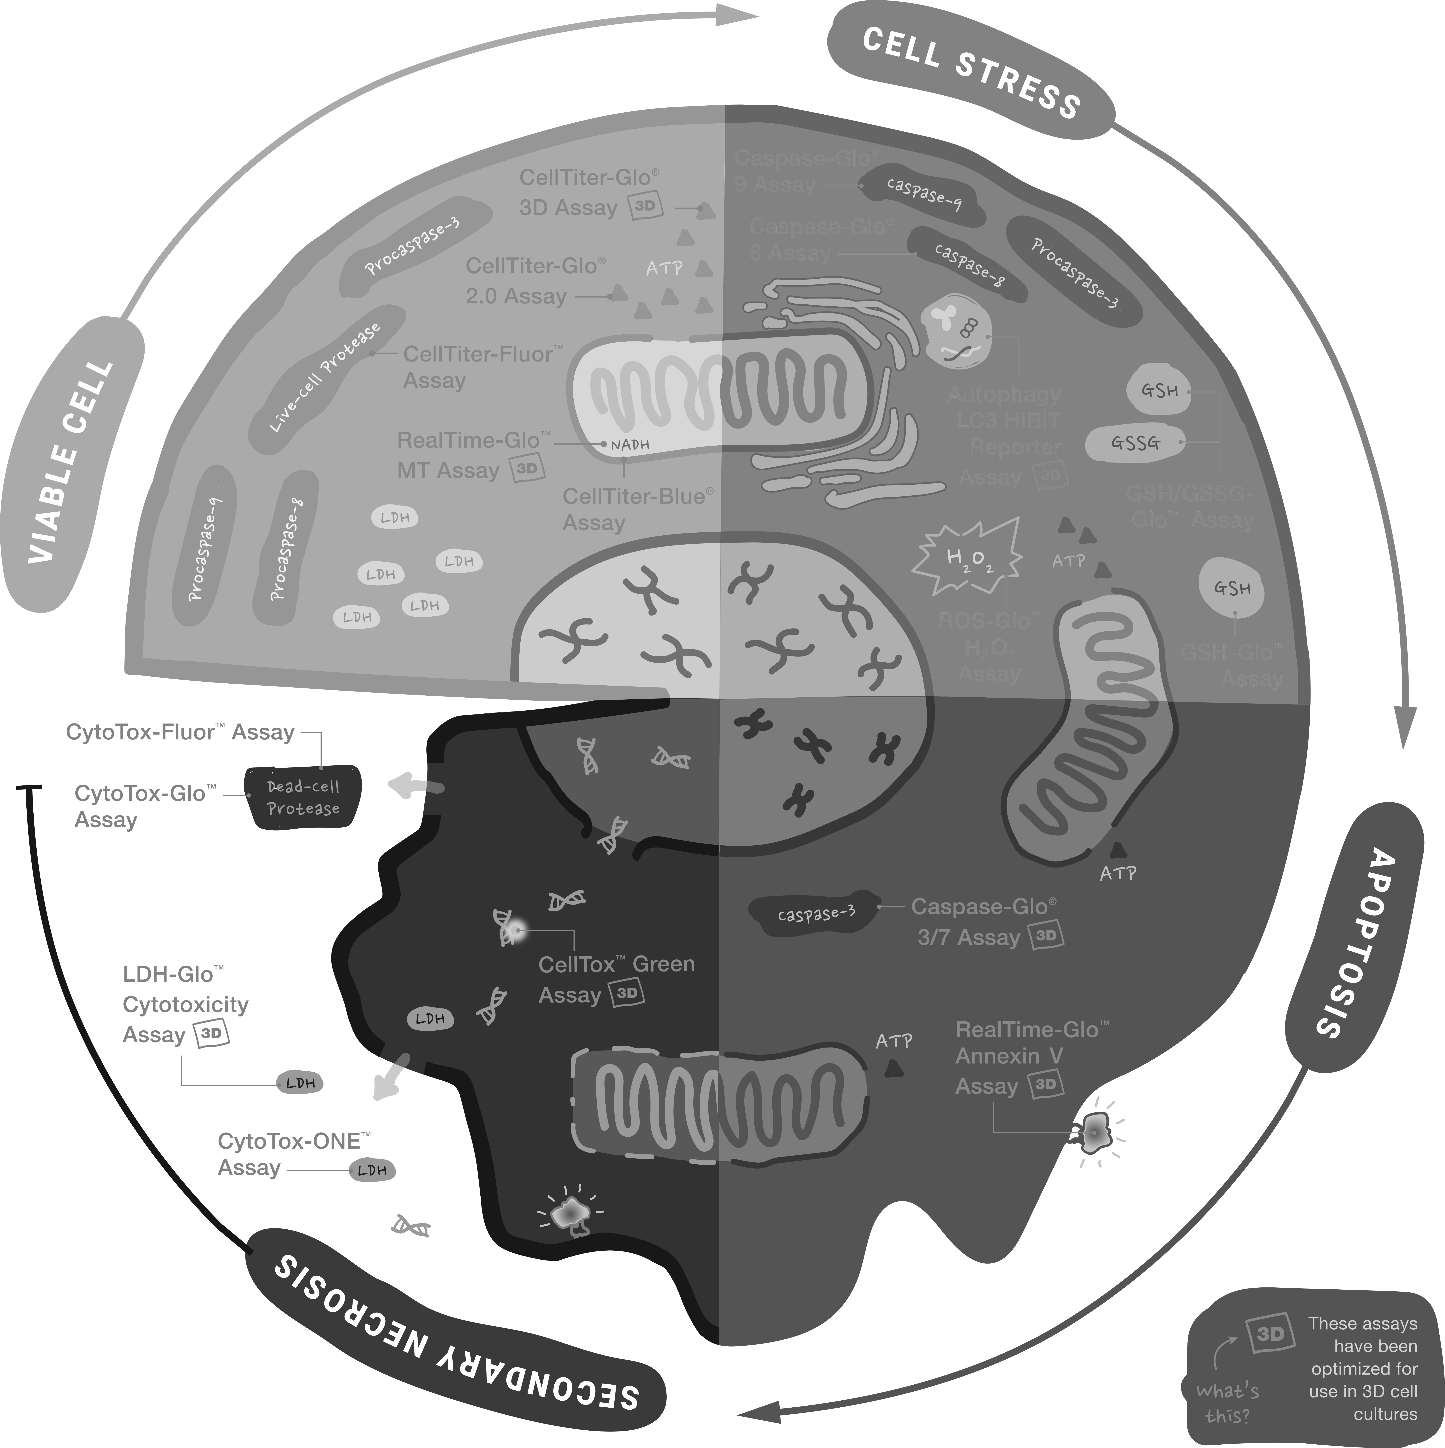 CELL STRESS
VIABLE CELL
APOPTOSIS
SECONDARY NECROSIS
CellTiter-Glo®
3D Assay 3D
Procaspase-3
CellTiter-Glo®
2.0 Assay
ATP
Live-cell Protease
CellTiter-Fluor™
Assay
RealTime-Glo™
MT Assay 3D
NADH
CellTiter-Blue®
Assay
Procaspase-9
Procaspase-8
LDH
LDH
LDH
LDH
LDH
Caspase-Glo®
9 Assay
caspase-9
Caspase-Glo®
8 Assay
caspase-8
Procaspase-3
Autophagy
LC3 HiBiT
Reporter
Assay 3D
GSH
GSSG
GSH/GSSG-
Glo™ Assay
H2O2
ROS-Glo™
H2O2
Assay
ATP
GSH
GSH-Glo™
Assay
ATP
caspase-3
Caspase-Glo®
3/7 Assay 3D
ATP
RealTime-Glo™
Annexin V
Assay 3D
CytoTox-Fluor™ Assay
CytoTox-Glo™
Assay
Dead-cell
Protease
CellTox™ Green
Assay 3D
LDH
LDH-Glo™
Cytotoxicity
Assay 3D
LDH
CytoTox-ONE™
Assay
LDH
3D
What's
this?
These assays
have been
optimized for
use in 3D cell
cultures